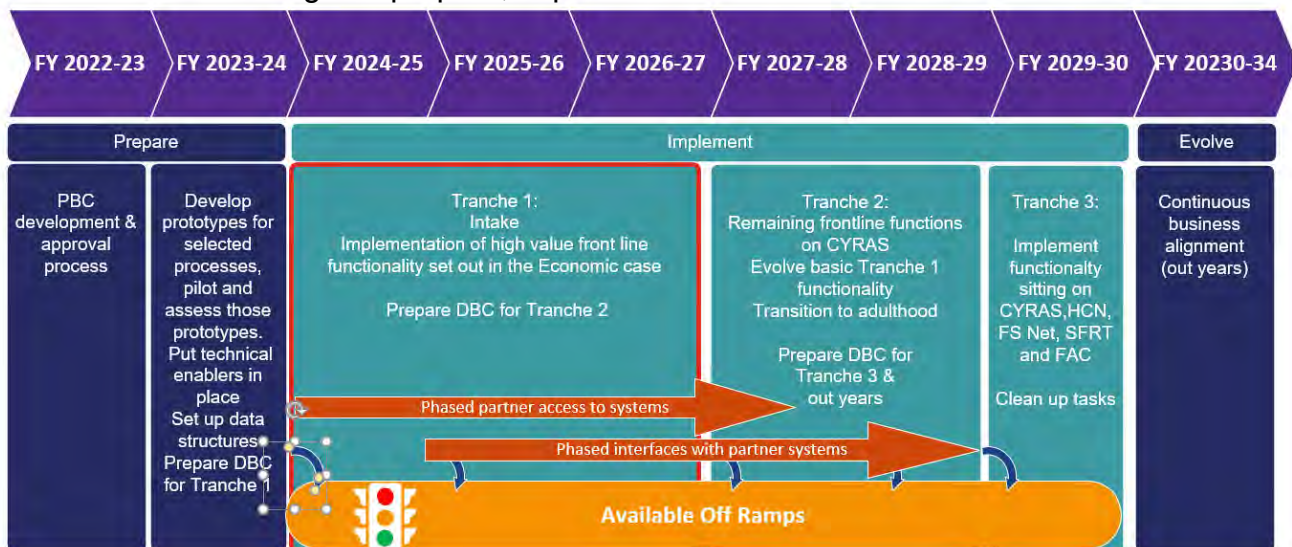 FY 2022-23
FY 2023-24
FY 2024-25
FY 2025-26
FY 2026-27
FY 2027-28
FY 2028-29
FY 2029-30
FY 20230-34
Prepare
Implement
Evolve
PBC
development &
approval
process
Develop
prototypes for
selected
processes,
pilot and
assess those
prototypes.
Put technical
enablers in
place
Set up data
structures
Prepare DBC
for Tranche 1
Tranche 1:
Intake
Implementation of high value front line
functionality set out in the Economic case
Prepare DBC for Tranche 2
Tranche 2:
Remaining frontline functions
on CYRAS
Evolve basic Tranche 1
functionality
Transition to adulthood
Prepare DBC for
Tranche 3 &
out years
Tranche 3:
Implement
functionalty
sitting on
CYRAS,HCN,
FS Net, SFRT
and FAC
Clean up tasks
Continuous
business
alignment
(out years)
Phased partner access to systems
Phased interfaces with partner systems
Available Off Ramps